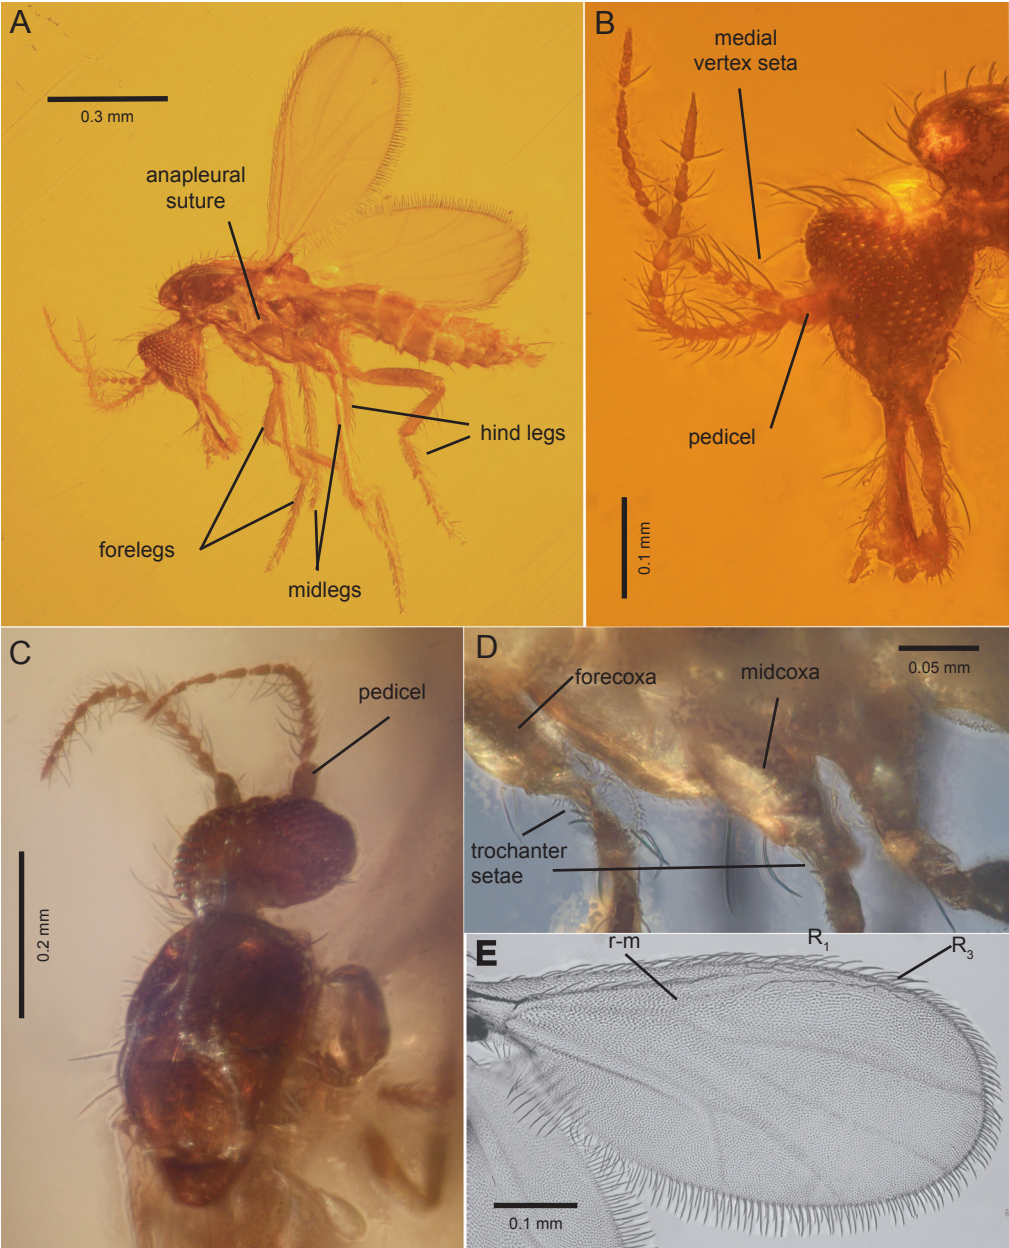 A
0.3 mm
anapleural
suture
hind legs
forelegs
midlegs
B
medial
vertex seta
pedicel
0.1 mm
C
pedicel
0.2 mm
D
0.05 mm
forecoxa
midcoxa
trochanter
setae
E
r-m
R1
R3
0.1 mm